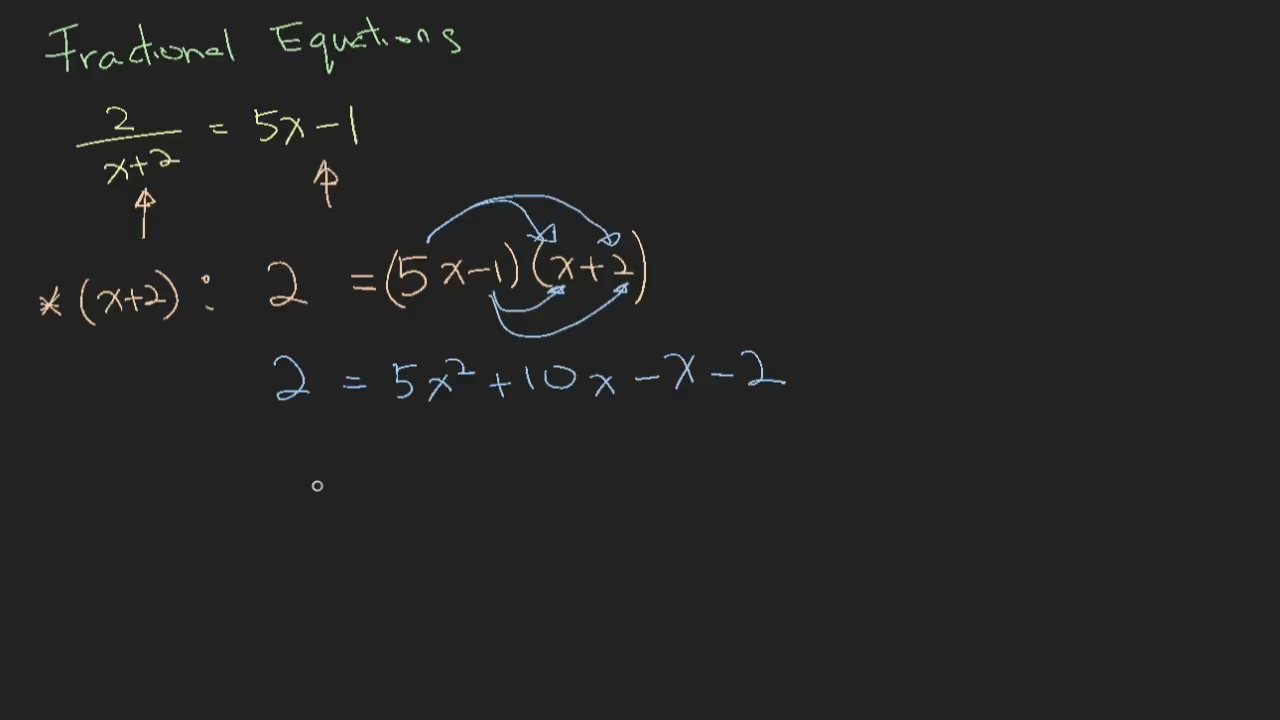 Fractional Equations
2/(x+2) = 5x-1
*(x+2): 2 =(5x-1)(x+2)
2 = 5x²+10x-x-2